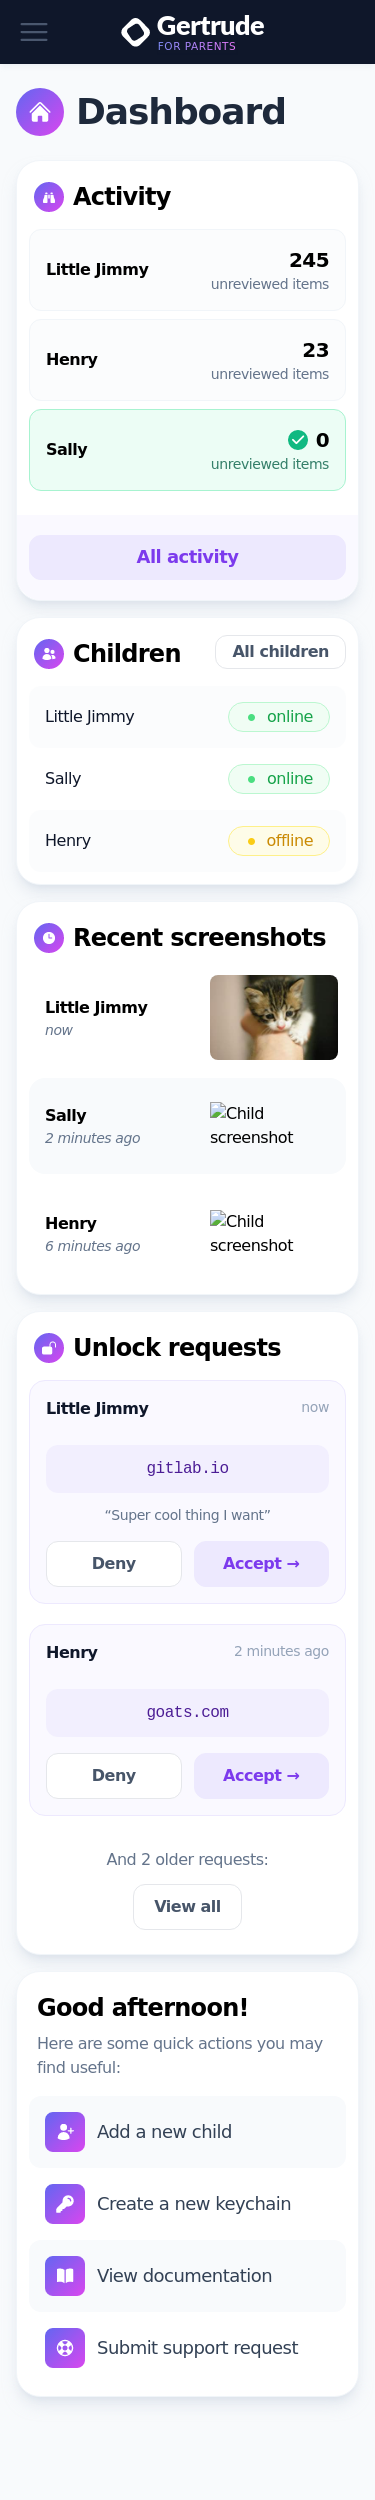 Gertrude
FOR PARENTS
Dashboard
Activity
Little Jimmy
245
unreviewed items
Henry
23
unreviewed items
Sally
0
unreviewed items
All activity
Children
All children
Little Jimmy
online
Sally
online
Henry
offline
Recent screenshots
Little Jimmy
now
Sally
2 minutes ago
Child
screenshot
Henry
6 minutes ago
Child
screenshot
Unlock requests
Little Jimmy
now
gitlab.io
“Super cool thing I want”
Deny
Accept →
Henry
2 minutes ago
goats.com
Deny
Accept →
And 2 older requests:
View all
Good afternoon!
Here are some quick actions you may
find useful:
Add a new child
Create a new keychain
View documentation
Submit support request